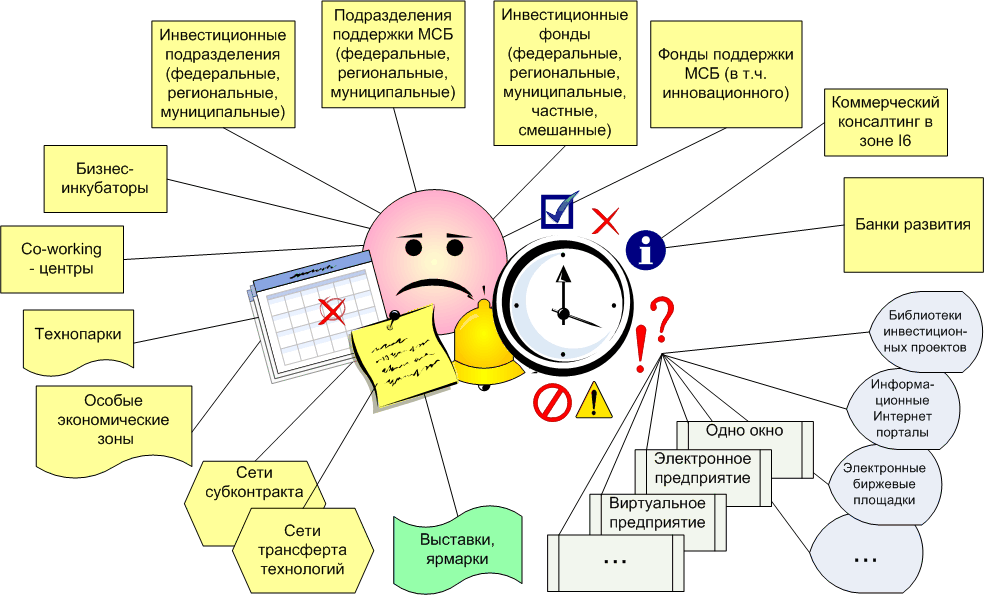 Инвестиционные
подразделения
(федеральные,
региональные,
муниципальные)
Подразделения
поддержки МСБ
(федеральные,
региональные,
муниципальные)
Инвестиционные
фонды
(федеральные,
региональные,
муниципальные,
частные,
смешанные)
Фонды поддержки
МСБ (в т.ч.
инновационного)
Коммерческий
консалтинг в
зоне I6
Бизнес-
инкубаторы
Банки развития
Co-working
- центры
Технопарки
Особые
экономические
зоны
Сети
субконтракта
Сети
трансферта
технологий
Выставки,
ярмарки
Библиотеки
инвестицион-
ных проектов
Информа-
ционные
Интернет
порталы
Электронные
биржевые
площадки
...
Одно окно
Электронное
предприятие
Виртуальное
предприятие
...